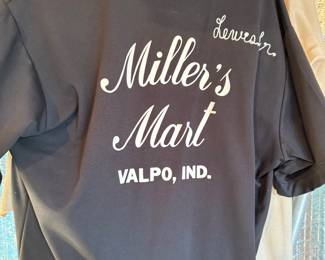 Miller's
Mart
VALPO, IND.